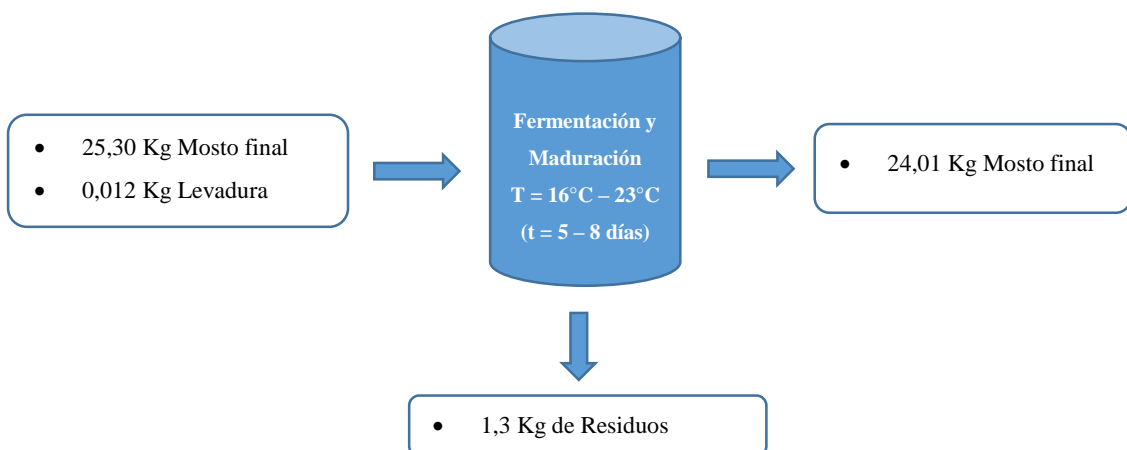 • 25,30 Kg Mosto final
• 0,012 Kg Levadura
Fermentación y
Maduración
T = 16°C – 23°C
(t = 5 – 8 días)
• 24,01 Kg Mosto final
• 1,3 Kg de Residuos